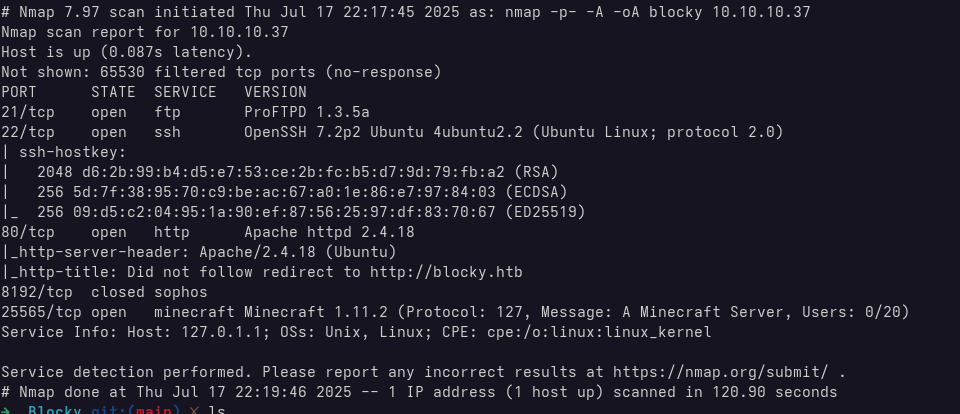 # Nmap 7.97 scan initiated Thu Jul 17 22:17:45 2025 as: nmap -p- -A -oA blocky 10.10.10.37
Nmap scan report for 10.10.10.37
Host is up (0.087s latency).
Not shown: 65530 filtered tcp ports (no-response)
PORT      STATE  SERVICE   VERSION
21/tcp    open   ftp       ProFTPD 1.3.5a
22/tcp    open   ssh       OpenSSH 7.2p2 Ubuntu 4ubuntu2.2 (Ubuntu Linux; protocol 2.0)
| ssh-hostkey:
|   2048 d6:2b:99:b4:d5:e7:53:ce:2b:fc:b5:d7:9d:79:fb:a2 (RSA)
|   256 5d:7f:38:95:70:c9:be:ac:67:a0:1e:86:e7:97:84:03 (ECDSA)
|_  256 09:d5:c2:04:95:1a:90:ef:87:56:25:97:df:83:70:67 (ED25519)
80/tcp    open   http      Apache httpd 2.4.18
|_http-server-header: Apache/2.4.18 (Ubuntu)
|_http-title: Did not follow redirect to http://blocky.htb
8192/tcp  closed sophos
25565/tcp open   minecraft Minecraft 1.11.2 (Protocol: 127, Message: A Minecraft Server, Users: 0/20)
Service Info: Host: 127.0.1.1; OSs: Unix, Linux; CPE: cpe:/o:linux:linux_kernel

Service detection performed. Please report any incorrect results at https://nmap.org/submit/ .
# Nmap done at Thu Jul 17 22:19:46 2025 -- 1 IP address (1 host up) scanned in 120.90 seconds
→  Blocky git:(main) ✗ ls